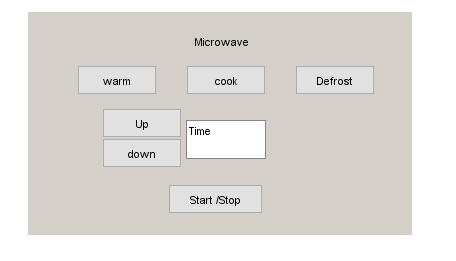 Microwave
warm
cook
Defrost
Up
Time
down
Start /Stop